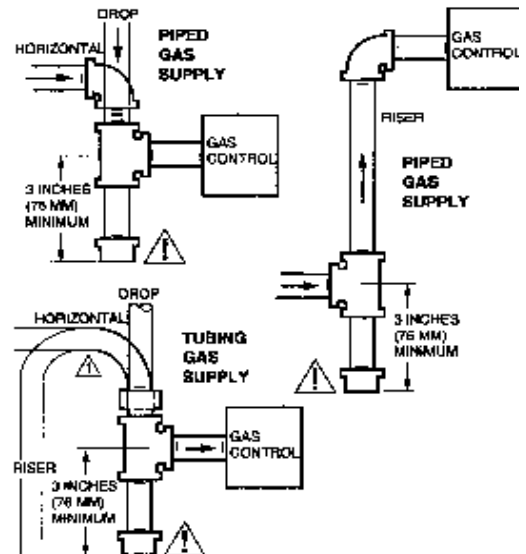 DROP
HORIZONTAL
PIPED
GAS
SUPPLY
GAS
CONTROL
3 INCHES
(76 MM)
MINIMUM
GAS
CONTROL
RISER
PIPED
GAS
SUPPLY
3 INCHES
(76 MM)
MINIMUM
DROP
HORIZONTAL
TUBING
GAS
SUPPLY
1
GAS
CONTROL
RISER
3 INCHES
(76 MM)
MINIMUM